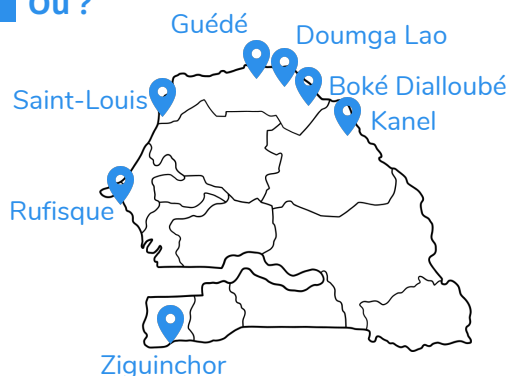 Où ?
Guédé
Doumga Lao
Boké Dialloubé
Saint-Louis
Kanel
Rufisque
Ziguinchor